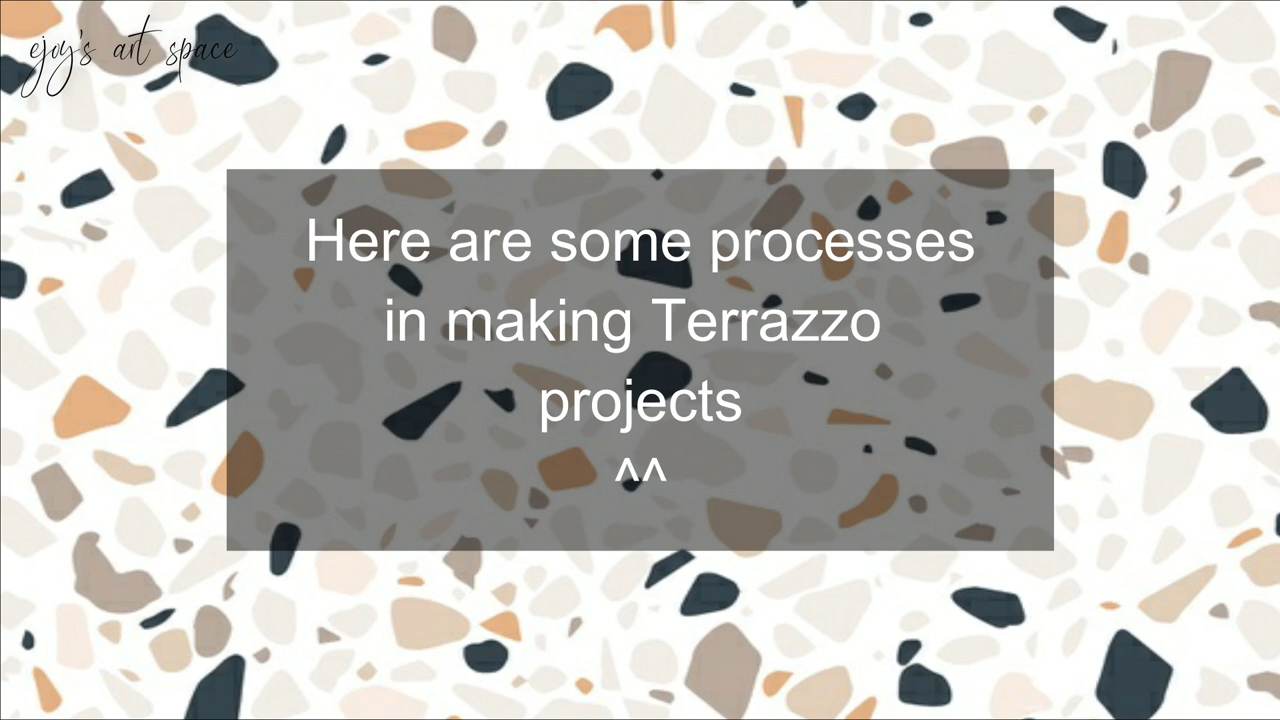 ejoy's art space
Here are some processes
in making Terrazzo
projects
^^